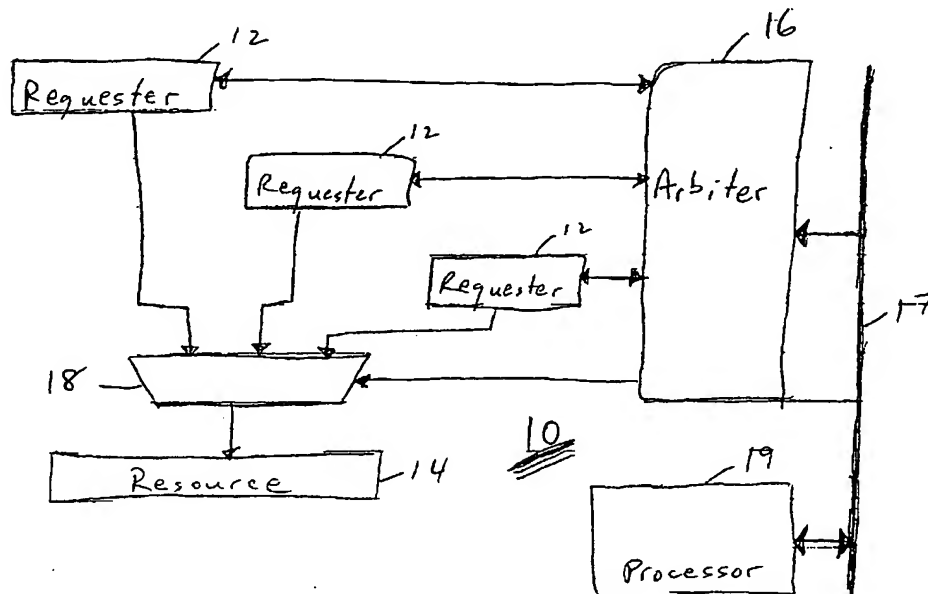 12
16
Requester
12
Requester
Arbiter
12
Requester
17
18
10
Resource
14
19
Processor